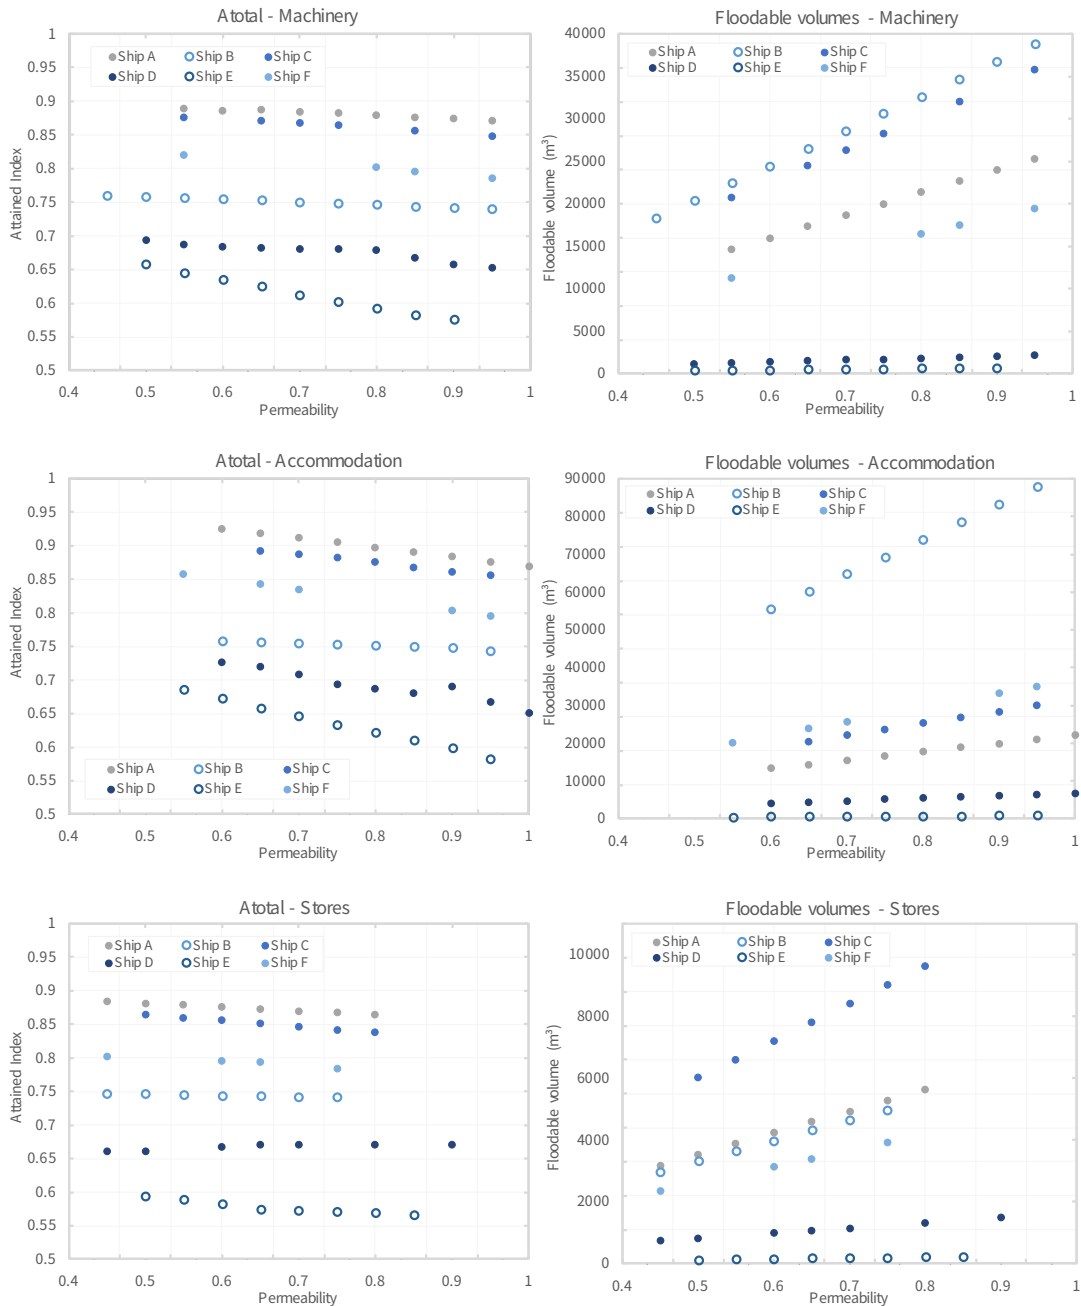 Atotal - Machinery
1
0.95
0.9
0.85
0.8
0.75
0.7
0.65
0.6
0.55
0.5
Attained Index
Ship A Ship B Ship C
Ship D Ship E Ship F
0.4 0.5 0.6 0.7 0.8 0.9 1
Permeability
Floodable volumes - Machinery
40000
35000
30000
25000
20000
15000
10000
5000
0
Floodable volume (m³)
Ship A Ship B Ship C
Ship D Ship E Ship F
0.4 0.5 0.6 0.7 0.8 0.9 1
Permeability
Atotal - Accommodation
1
0.95
0.9
0.85
0.8
0.75
0.7
0.65
0.6
0.55
0.5
Attained Index
Ship A Ship B Ship C
Ship D Ship E Ship F
0.4 0.5 0.6 0.7 0.8 0.9 1
Permeability
Floodable volumes - Accommodation
90000
80000
70000
60000
50000
40000
30000
20000
10000
0
Floodable volume (m³)
Ship A Ship B Ship C
Ship D Ship E Ship F
0.4 0.5 0.6 0.7 0.8 0.9 1
Permeability
Atotal - Stores
1
0.95
0.9
0.85
0.8
0.75
0.7
0.65
0.6
0.55
0.5
Attained Index
Ship A Ship B Ship C
Ship D Ship E Ship F
0.4 0.5 0.6 0.7 0.8 0.9 1
Permeability
Floodable volumes - Stores
10000
8000
6000
4000
2000
0
Floodable volume (m³)
Ship A Ship B Ship C
Ship D Ship E Ship F
0.4 0.5 0.6 0.7 0.8 0.9 1
Permeability